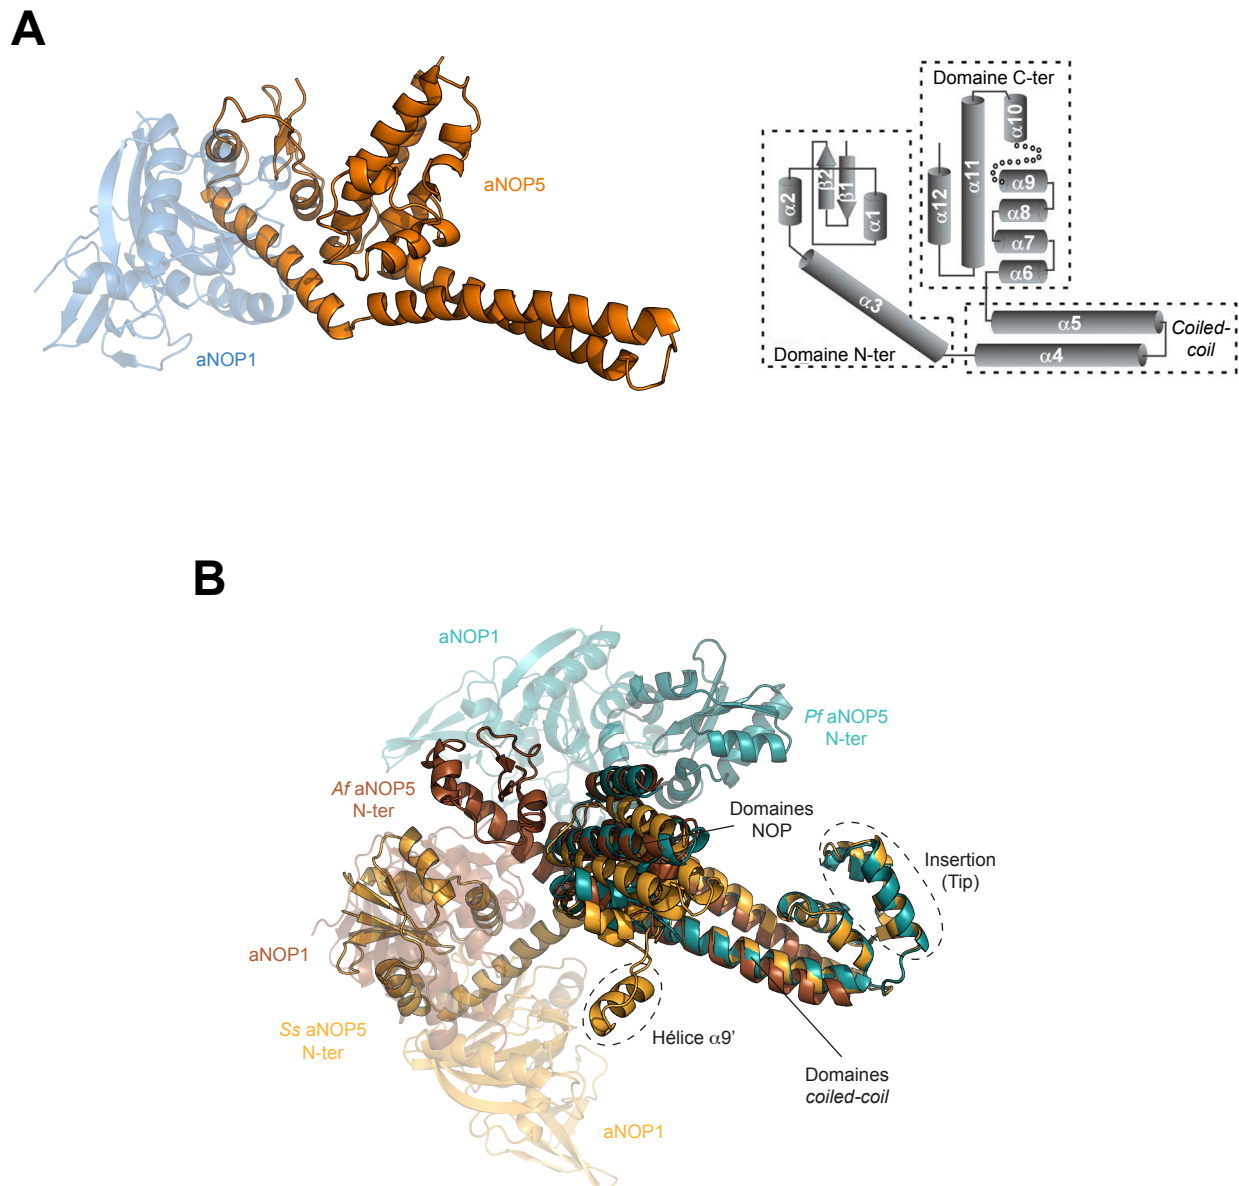 A
aNOP5
aNOP1
Domaine C-ter
α10
α11
α12
α9
α8
α7
α6
β2
β1
α2
α1
α3
α5
α4
Coiled-
coil
Domaine N-ter
B
aNOP1
Pf aNOP5
N-ter
Af aNOP5
N-ter
Domaines
NOP
Insertion
(Tip)
aNOP1
Ss aNOP5
N-ter
Hélice α9’
Domaines
coiled-coil
aNOP1